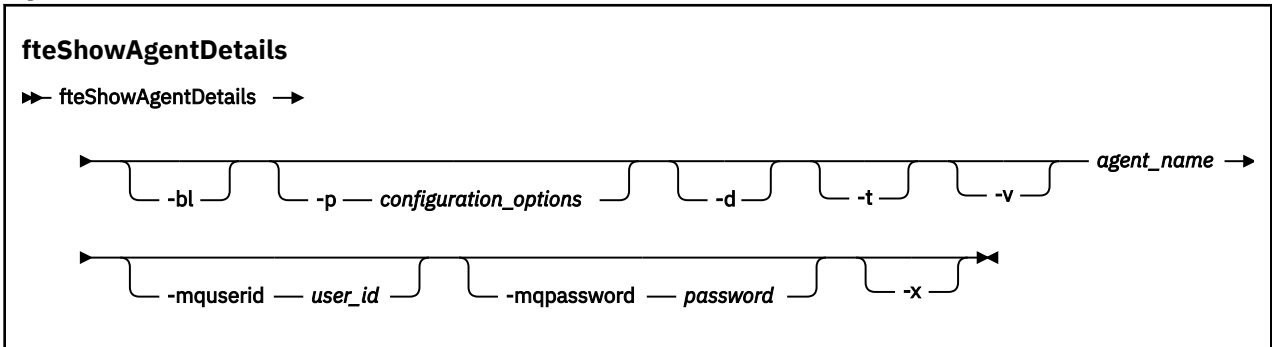 fteShowAgentDetails
fteShowAgentDetails
agent_name
-bl -p configuration_options -d -t -v
-mquserid user_id -mqpassword password -x